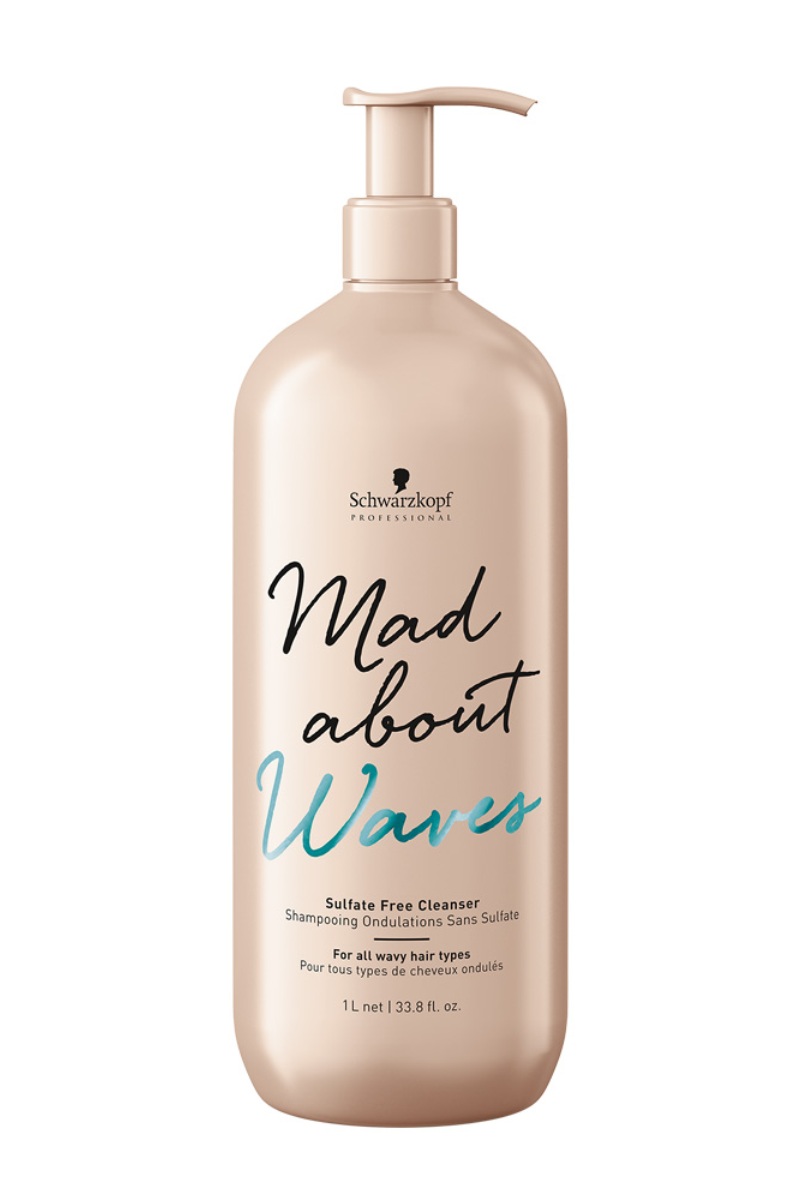 Schwarzkopf
PROFESSIONAL
Mad
about
Waves
Sulfate Free Cleanser
Shampooing Ondulations Sans Sulfate
For all wavy hair types
Pour tous types de cheveux ondulés
1 L net | 33.8 fl. oz.